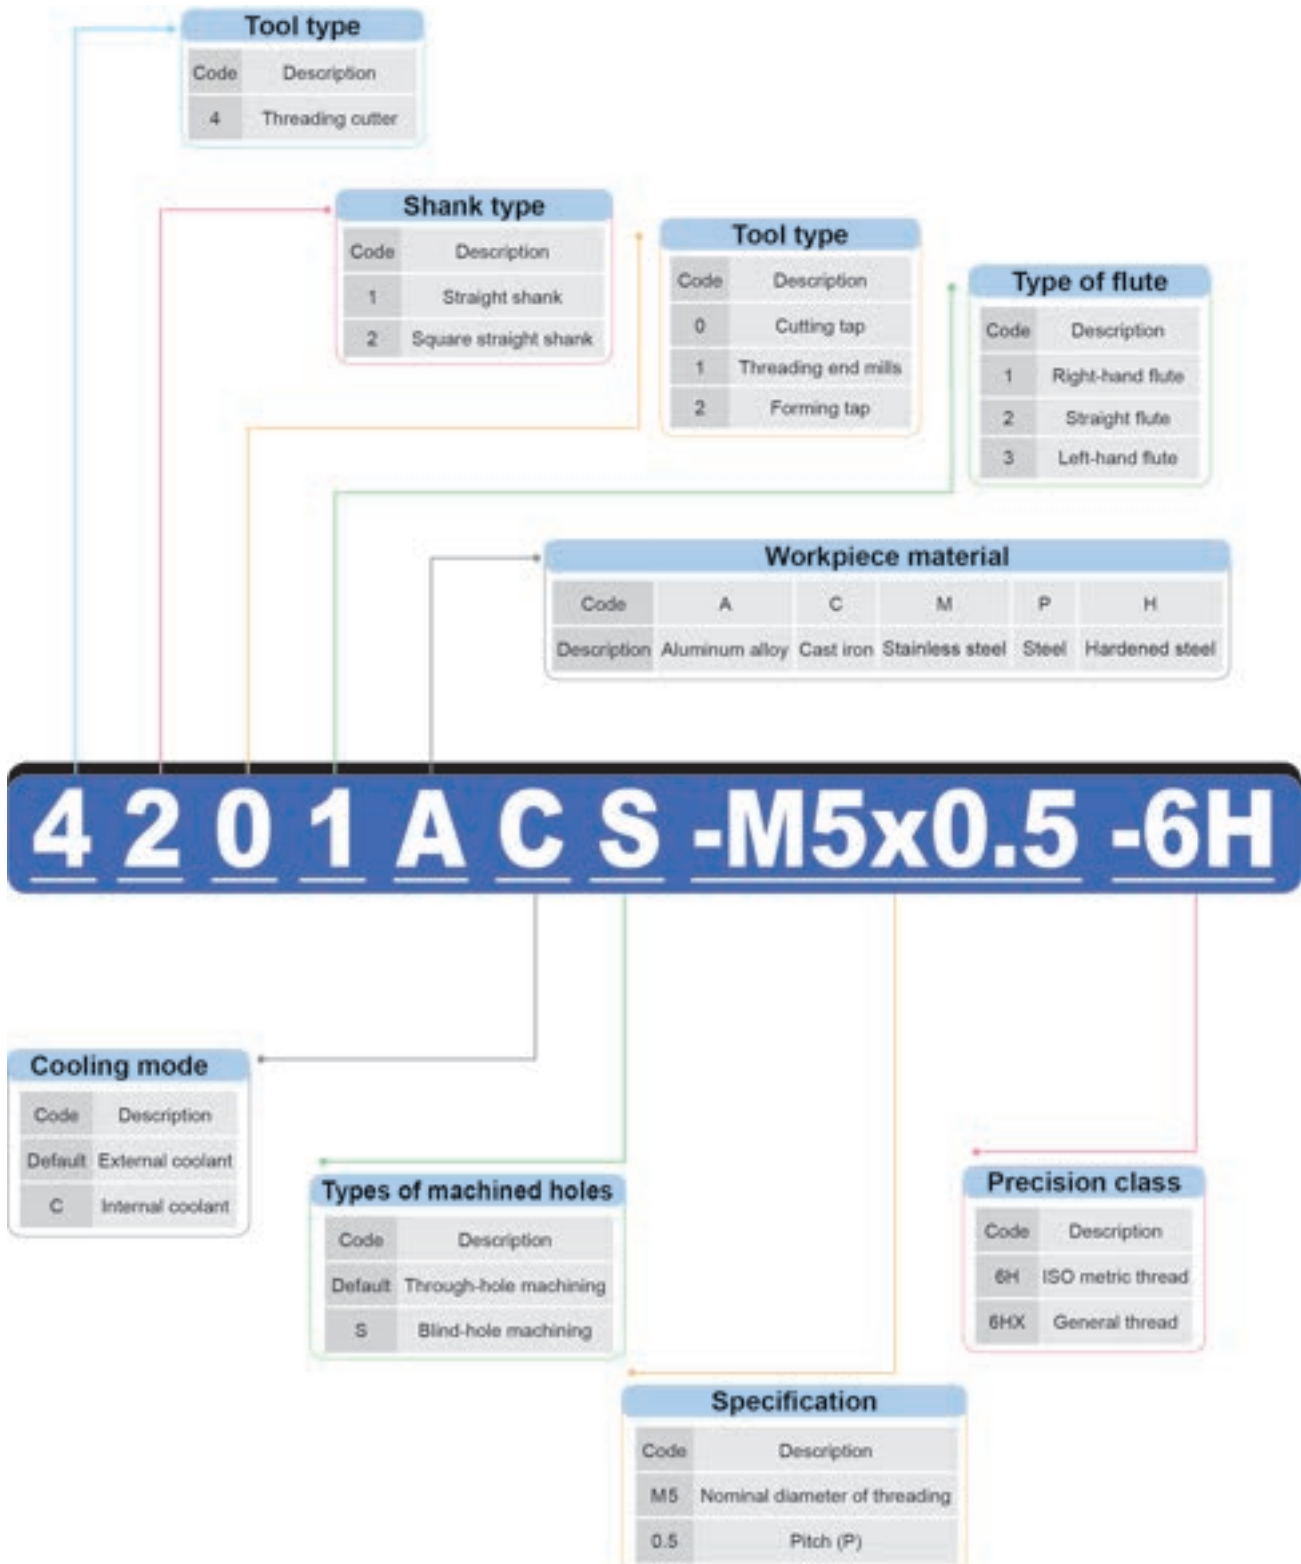 Tool type
Code Description
4 Threading cutter
Shank type
Code Description
1 Straight shank
2 Square straight shank
Tool type
Code Description
0 Cutting tap
1 Threading end mills
2 Forming tap
Type of flute
Code Description
1 Right-hand flute
2 Straight flute
3 Left-hand flute
Workpiece material
Code A C M P H
Description Aluminum alloy Cast iron Stainless steel Steel Hardened steel
4 2 0 1 A C S -M5x0.5 -6H
Cooling mode
Code Description
Default External coolant
C Internal coolant
Types of machined holes
Code Description
Default Through-hole machining
S Blind-hole machining
Precision class
Code Description
6H ISO metric thread
6HX General thread
Specification
Code Description
M5 Nominal diameter of threading
0.5 Pitch (P)